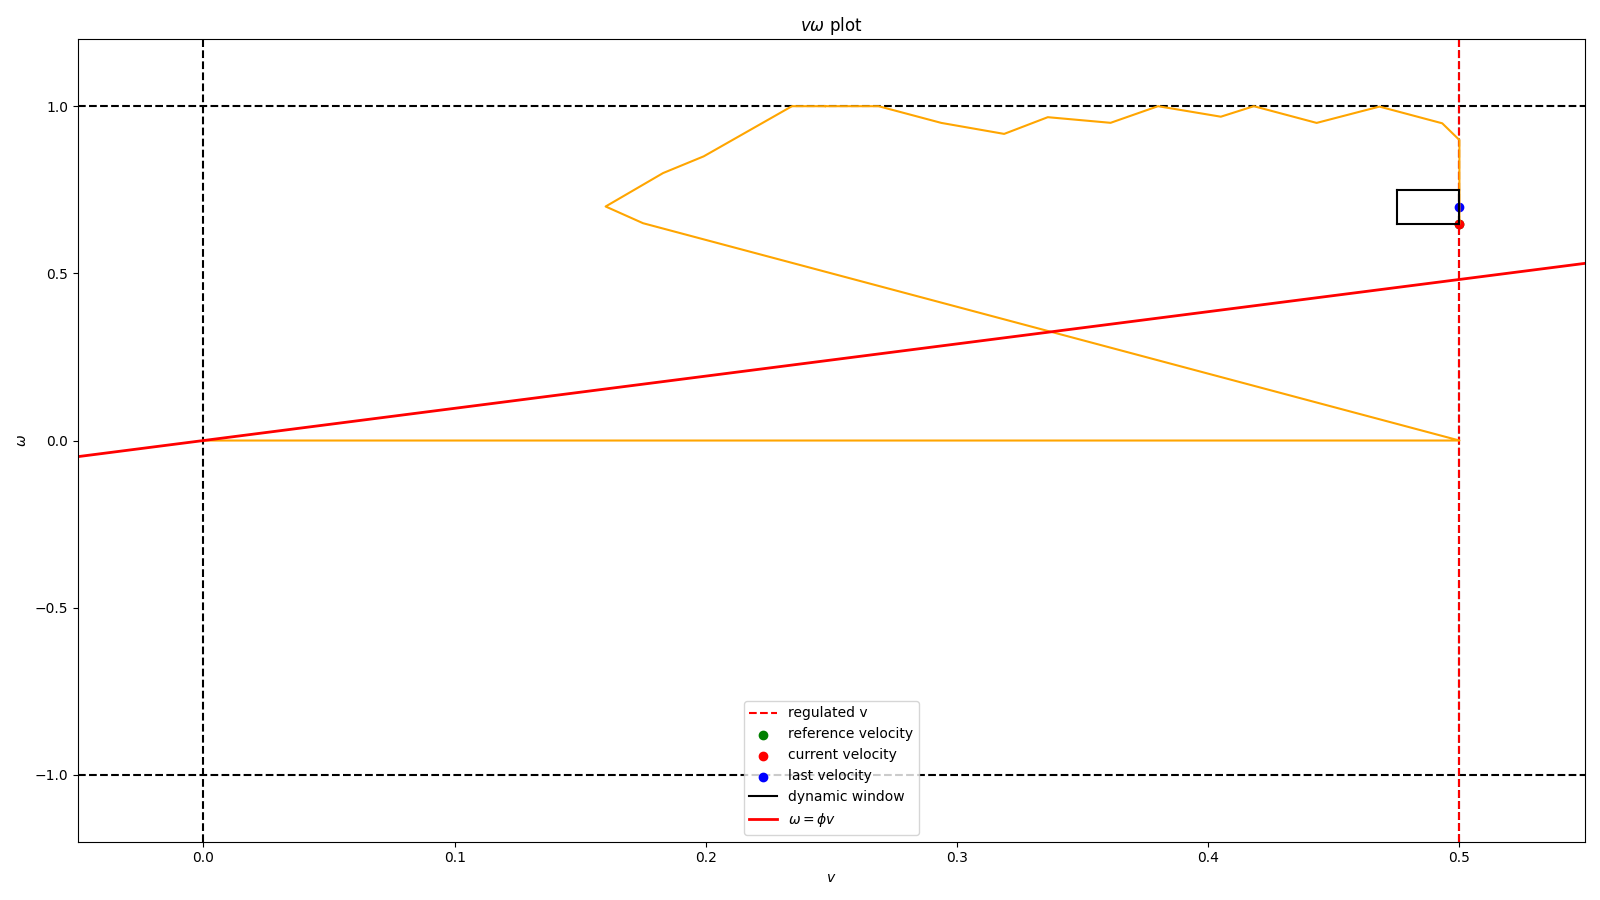 vω plot
1.0
0.5
0.0
−0.5
−1.0
ω
0.0 0.1 0.2 0.3 0.4 0.5
v
regulated v
reference velocity
current velocity
last velocity
dynamic window
ω = ϕv